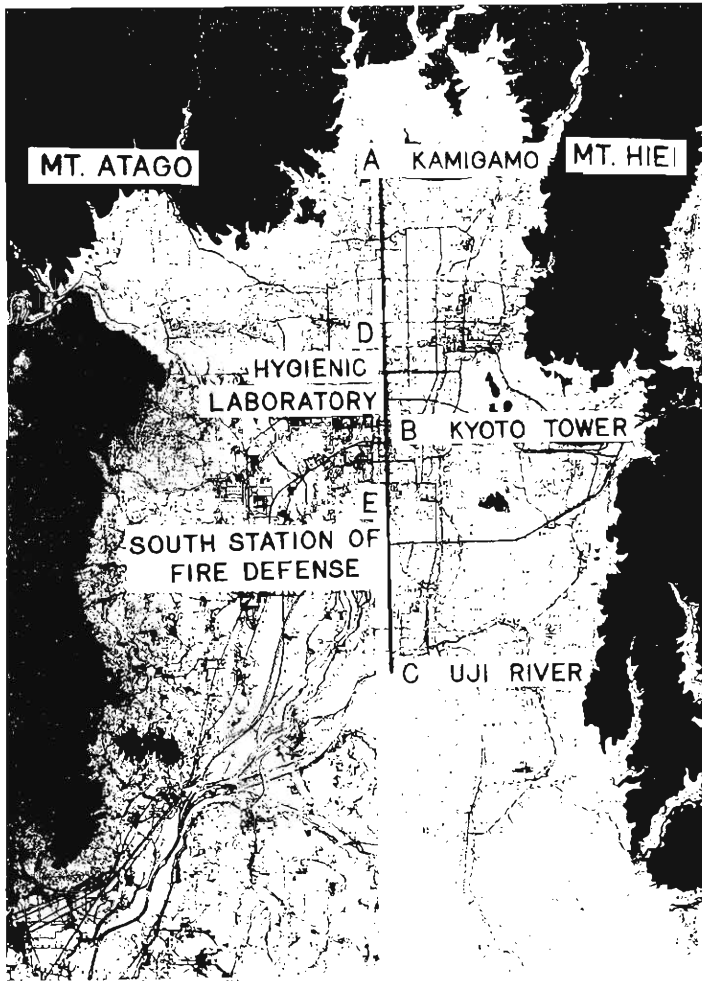 MT. ATAGO
A KAMIGAMO
MT. HIEI
D
HYGIENIC
LABORATORY
B KYOTO TOWER
E
SOUTH STATION OF
FIRE DEFENSE
C UJI RIVER